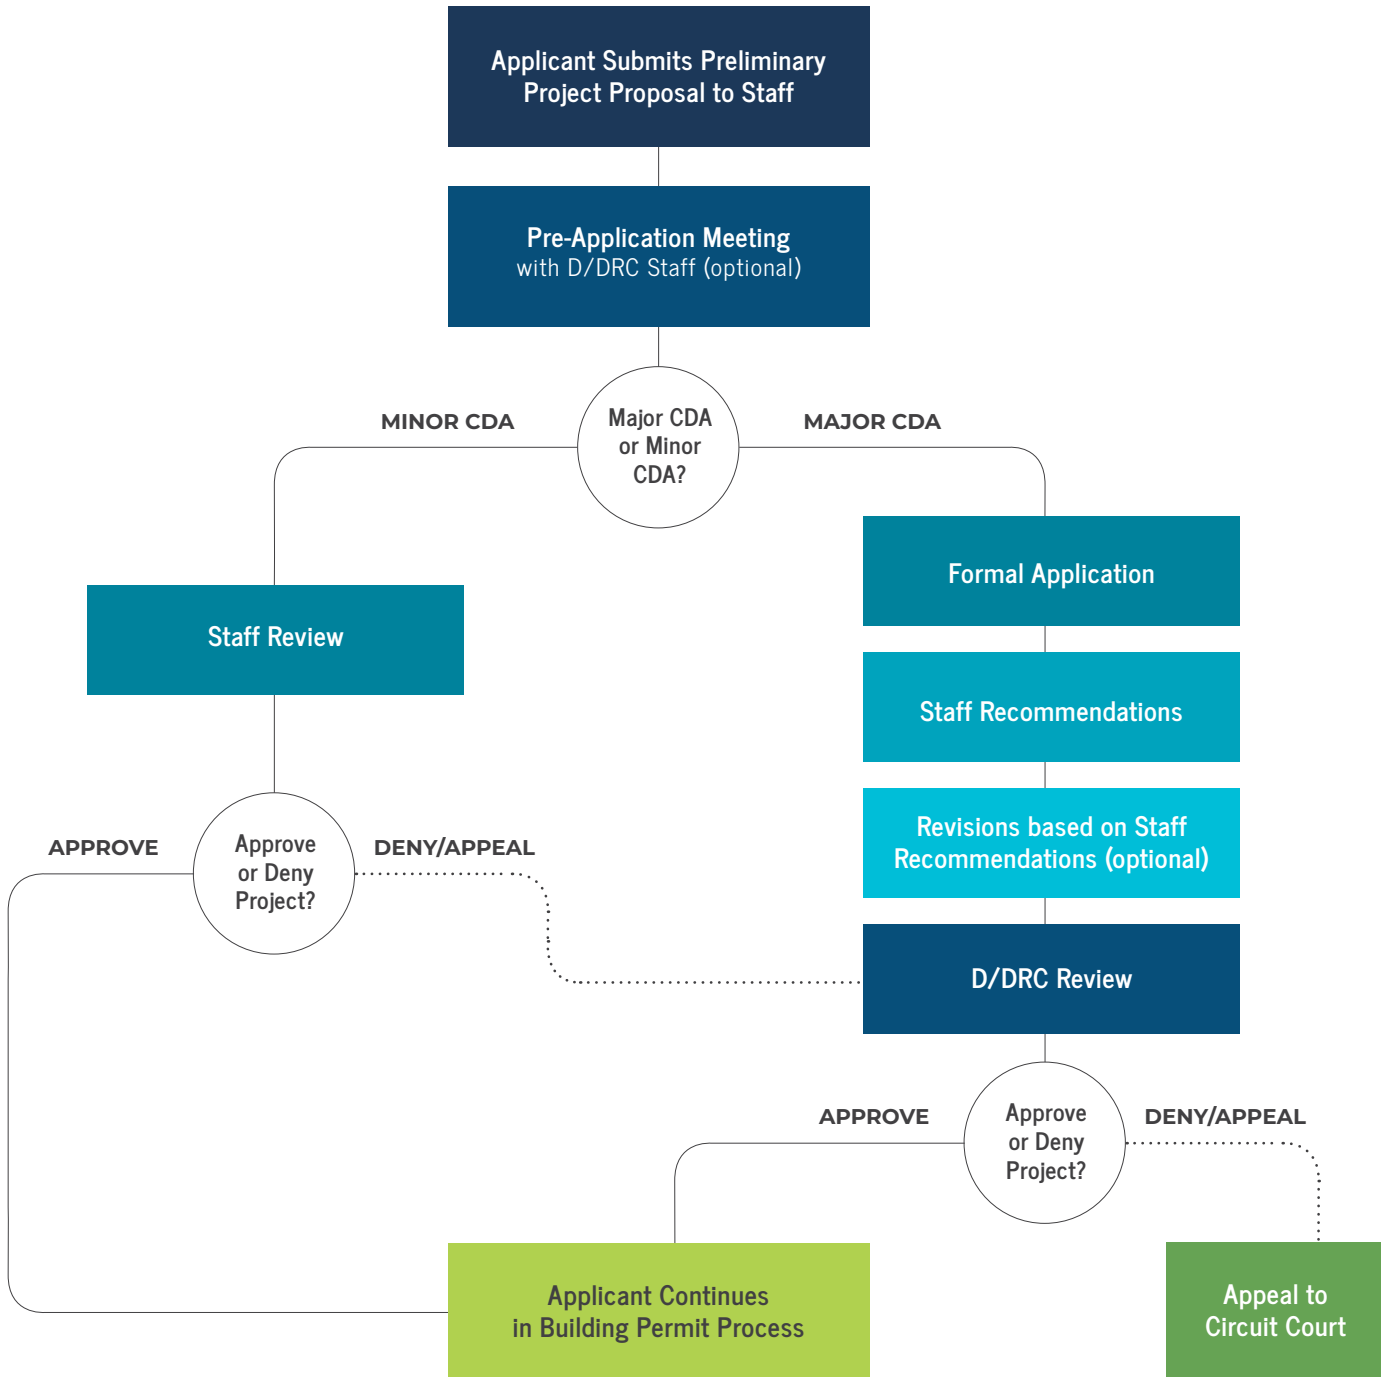 Applicant Submits Preliminary
Project Proposal to Staff
Pre-Application Meeting
with D/DRC Staff (optional)
MINOR CDA
Major CDA
or Minor
CDA?
MAJOR CDA
Formal Application
Staff Review
Staff Recommendations
Revisions based on Staff
Recommendations (optional)
APPROVE
Approve
or Deny
Project?
DENY/APPEAL
D/DRC Review
APPROVE
Approve
or Deny
Project?
DENY/APPEAL
Applicant Continues
in Building Permit Process
Appeal to
Circuit Court